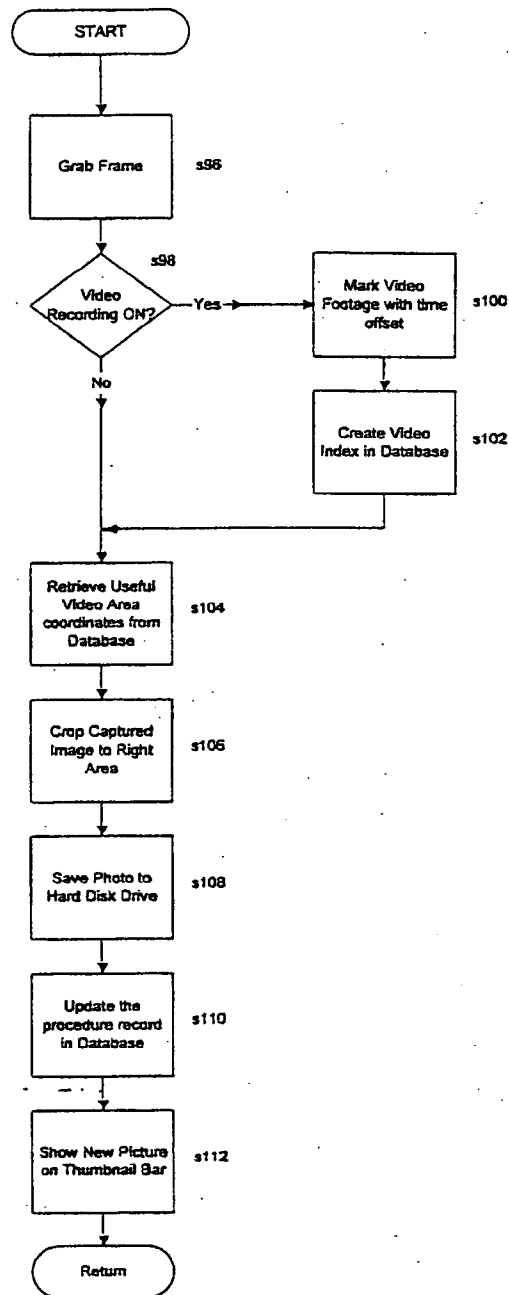 START
Grab Frame
s96
s98
Video
Recording ON?
Yes
No
Mark Video
Footage with time
offset
s100
Create Video
Index in Database
s102
Retrieve Useful
Video Area
coordinates from
Database
s104
Crop Captured
Image to Right
Area
s106
Save Photo to
Hard Disk Drive
s108
Update the
procedure record
in Database
s110
Show New Picture
on Thumbnail Bar
s112
Return